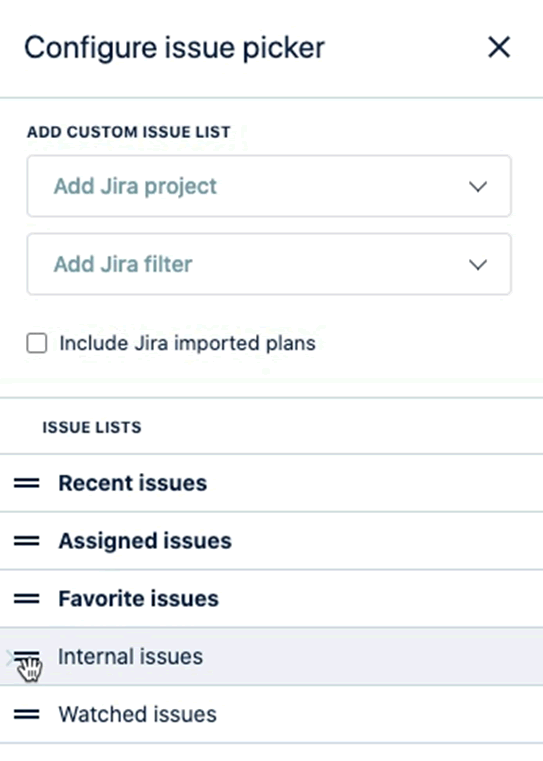 Configure issue picker
ADD CUSTOM ISSUE LIST
Add Jira project
Add Jira filter
Include Jira imported plans
ISSUE LISTS
Recent issues
Assigned issues
Favorite issues
Internal issues
Watched issues